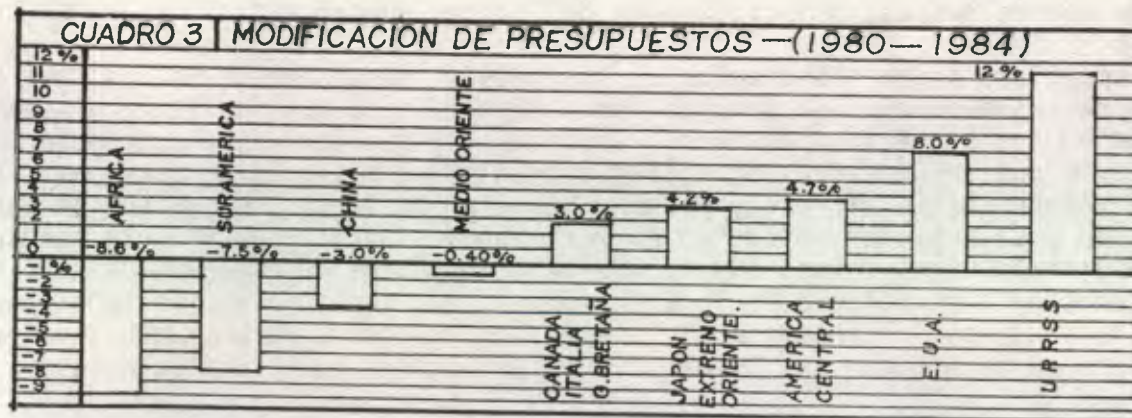 CUADRO 3 MODIFICACION DE PRESUPUESTOS—(1980—1984)
12%
11
10
9
8
7
6
5
4
3
2
1
0
-1%
-2
-3
-4
-5
-6
-7
-8
-9
AFRICA
-8.6%
SURAMERICA
-7.5%
CHINA
-3.0%
MEDIO ORIENTE
-0.40%
3.0%
CANADA
ITALIA
G.BRETAÑA
4.2%
JAPON
EXTRENO
ORIENTE.
4.7%
AMERICA
CENTRAL
8.0%
E.U.A.
12%
URRSS